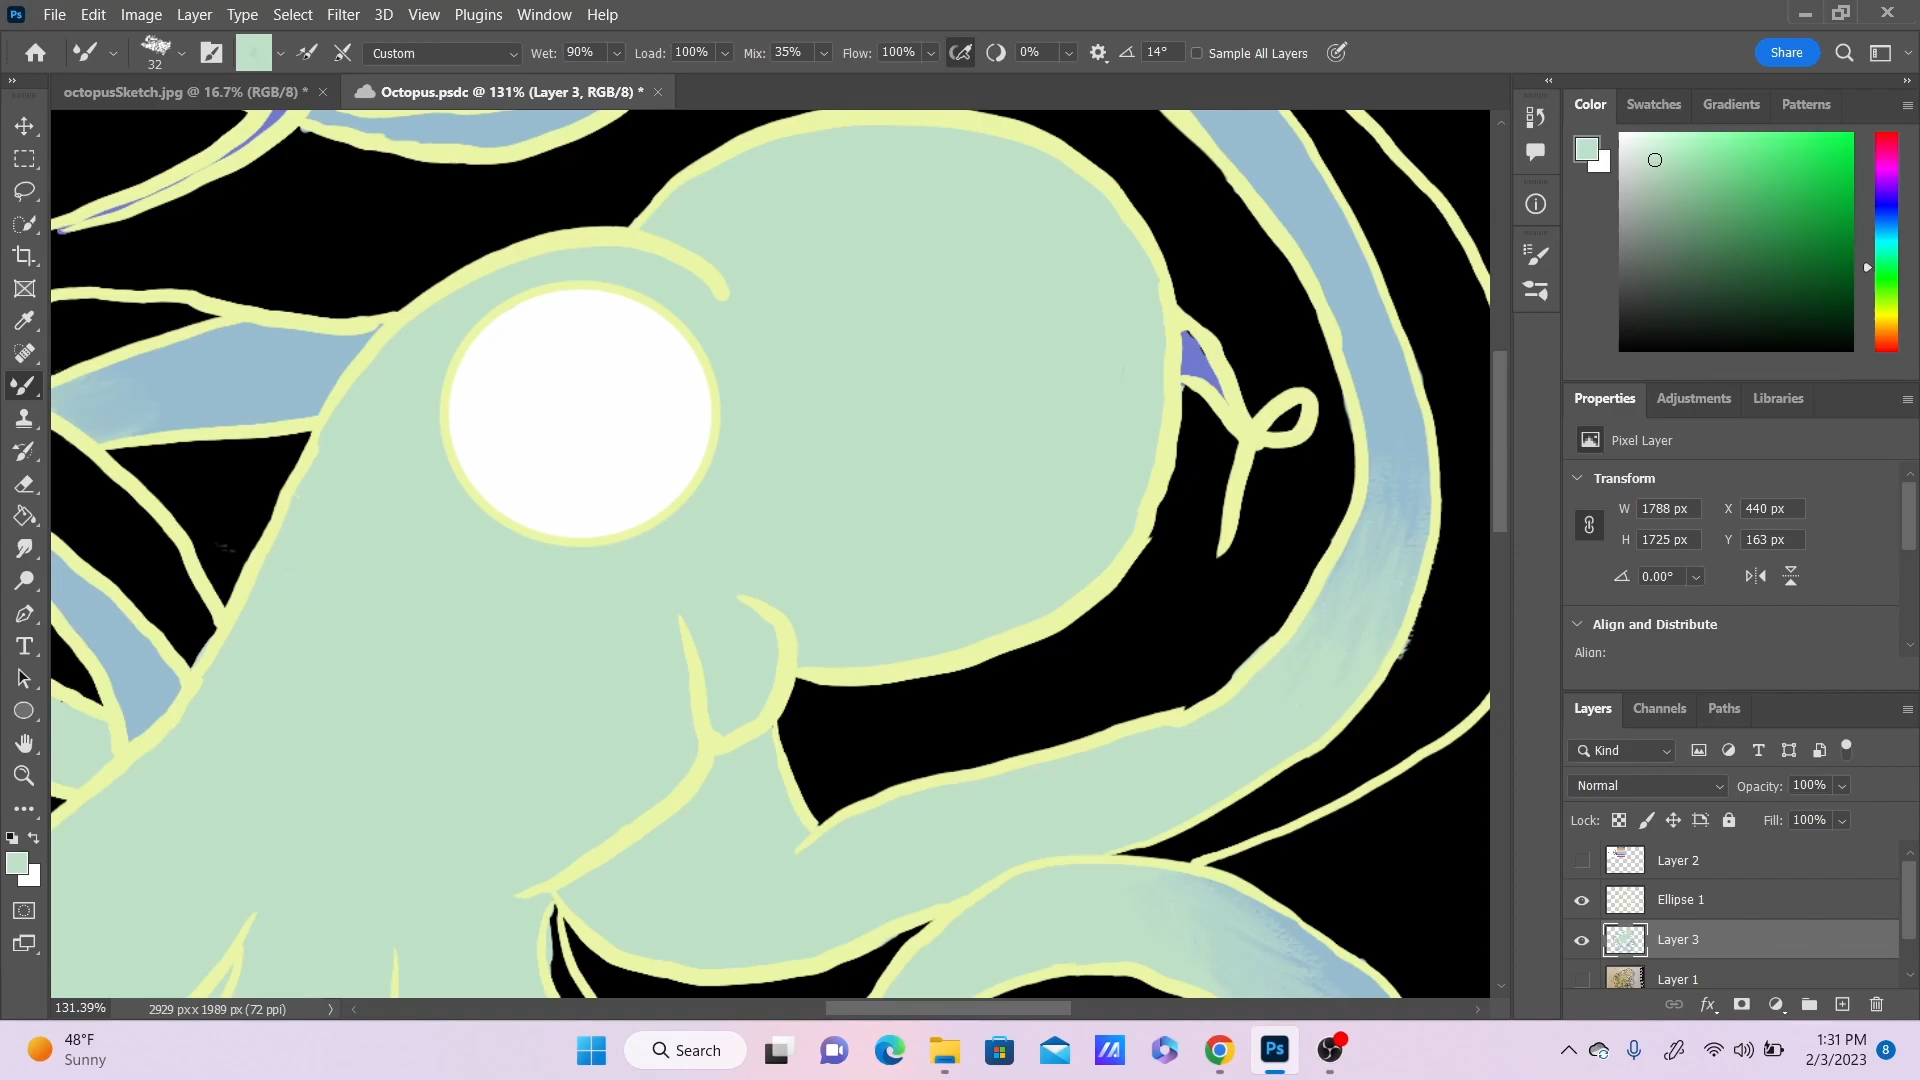 Ps File Edit Image Layer Type Select Filter 3D View Plugins Window Help
32 Custom Wet: 90% Load: 100% Mix: 35% Flow: 100% 0% 14° Sample All Layers Share
octopusSketch.jpg @ 16.7% (RGB/8) * Octopus.psdc @ 131% (Layer 3, RGB/8) *
Color Swatches Gradients Patterns
Properties Adjustments Libraries
Pixel Layer
Transform
W 1788 px X 440 px
H 1725 px Y 163 px
0.00°
Align and Distribute
Align:
Layers Channels Paths
Kind
Normal Opacity: 100%
Lock: Fill: 100%
Layer 2
Ellipse 1
Layer 3
Layer 1
fx
131.39% 2929 px x 1989 px (72 ppi)
48°F
Sunny
Search
Ps
1:31 PM
2/3/2023
8